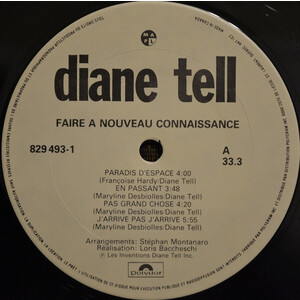 diane tell
FAIRE A NOUVEAU CONNAISSANCE
829 493-1
A
33.3
PARADIS D'ESPACE 4:00
(Françoise Hardy-Diane Tell)
EN PASSANT 3:48
(Maryline Desbiolles-Diane Tell)
PAS GRAND CHOSE 4:20
(Maryline Desbiolles-Diane Tell)
J'ARRIVE PAS J'ARRIVE 5:55
(Maryline Desbiolles-Diane Tell)
Arrangements: Stéphan Montanaro
Réalisation: Loris Baccheschi
℗ Les Inventions Diane Tell Inc.
polydor